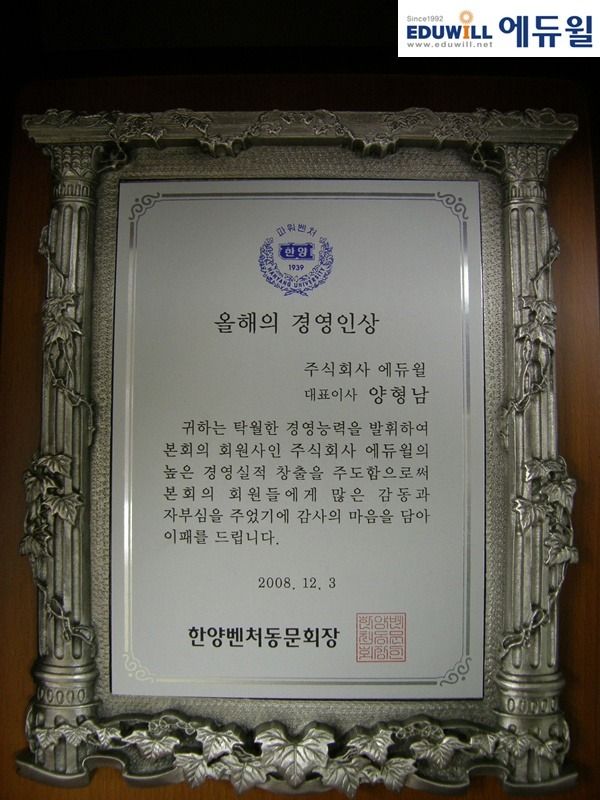 Since1992
EDUWILL 에듀윌
www.eduwill.net
파워벤처
한양
1939
HANYANG UNIVERSITY
올해의 경영인상
주식회사 에듀윌
대표이사 양형남
귀하는 탁월한 경영능력을 발휘하여
본회의 회원사인 주식회사 에듀윌의
높은 경영실적 창출을 주도함으로써
본회의 회원들에게 많은 감동과
자부심을 주었기에 감사의 마음을 담아
이패를 드립니다.
2008. 12. 3
한양벤처동문회장